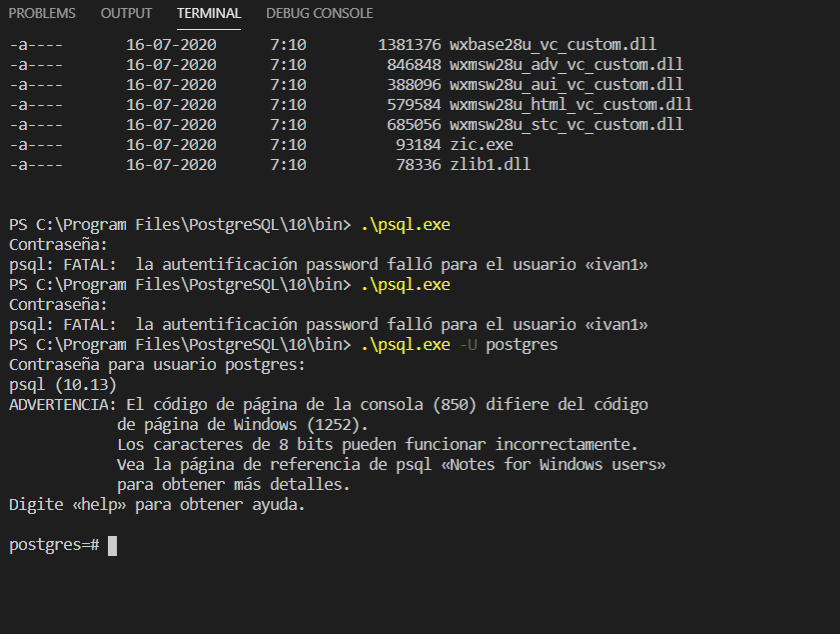 PROBLEMS OUTPUT TERMINAL DEBUG CONSOLE
-a---- 16-07-2020 7:10 1381376 wxbase28u_vc_custom.dll
-a---- 16-07-2020 7:10 846848 wxmsw28u_adv_vc_custom.dll
-a---- 16-07-2020 7:10 388096 wxmsw28u_aui_vc_custom.dll
-a---- 16-07-2020 7:10 579584 wxmsw28u_html_vc_custom.dll
-a---- 16-07-2020 7:10 685056 wxmsw28u_stc_vc_custom.dll
-a---- 16-07-2020 7:10 93184 zic.exe
-a---- 16-07-2020 7:10 78336 zlib1.dll
PS C:\Program Files\PostgreSQL\10\bin> .\psql.exe
Contraseña:
psql: FATAL:  la autentificación password falló para el usuario «ivan1»
PS C:\Program Files\PostgreSQL\10\bin> .\psql.exe
Contraseña:
psql: FATAL:  la autentificación password falló para el usuario «ivan1»
PS C:\Program Files\PostgreSQL\10\bin> .\psql.exe -U postgres
Contraseña para usuario postgres:
psql (10.13)
ADVERTENCIA: El código de página de la consola (850) difiere del código
de página de Windows (1252).
Los caracteres de 8 bits pueden funcionar incorrectamente.
Vea la página de referencia de psql «Notes for Windows users»
para obtener más detalles.
Digite «help» para obtener ayuda.
postgres=#